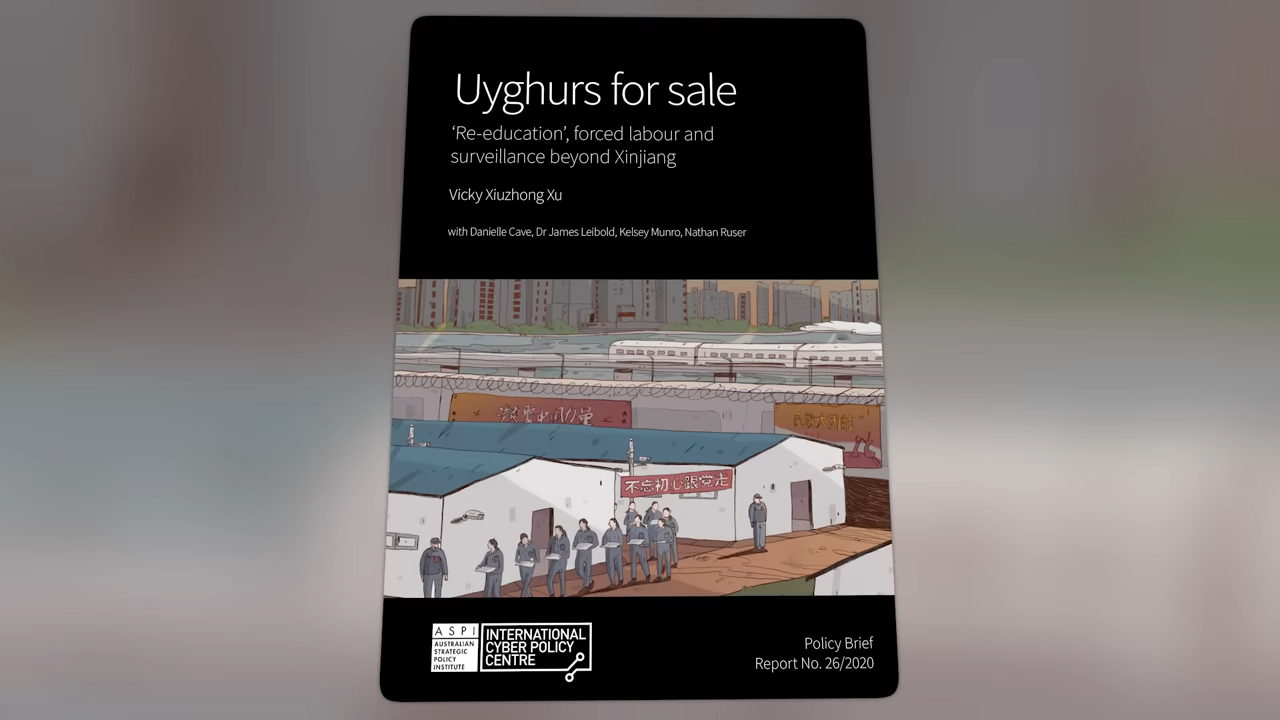 Uyghurs for sale
‘Re-education’, forced labour and
surveillance beyond Xinjiang
Vicky Xiuzhong Xu
with Danielle Cave, Dr James Leibold, Kelsey Munro, Nathan Ruser
不忘初心跟党走
A S P I
AUSTRALIAN
STRATEGIC
POLICY
INSTITUTE
INTERNATIONAL
CYBER POLICY
CENTRE
Policy Brief
Report No. 26/2020